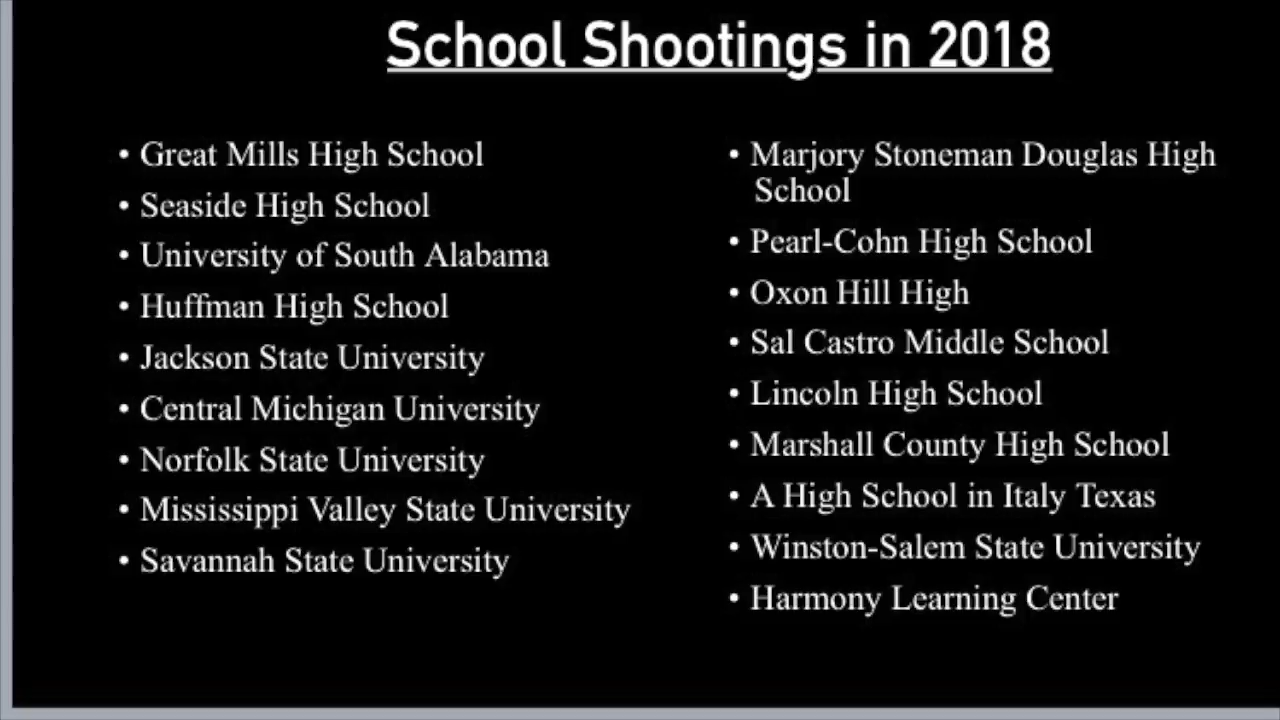 School Shootings in 2018
• Great Mills High School
• Seaside High School
• University of South Alabama
• Huffman High School
• Jackson State University
• Central Michigan University
• Norfolk State University
• Mississippi Valley State University
• Savannah State University
• Marjory Stoneman Douglas High
School
• Pearl-Cohn High School
• Oxon Hill High
• Sal Castro Middle School
• Lincoln High School
• Marshall County High School
• A High School in Italy Texas
• Winston-Salem State University
• Harmony Learning Center